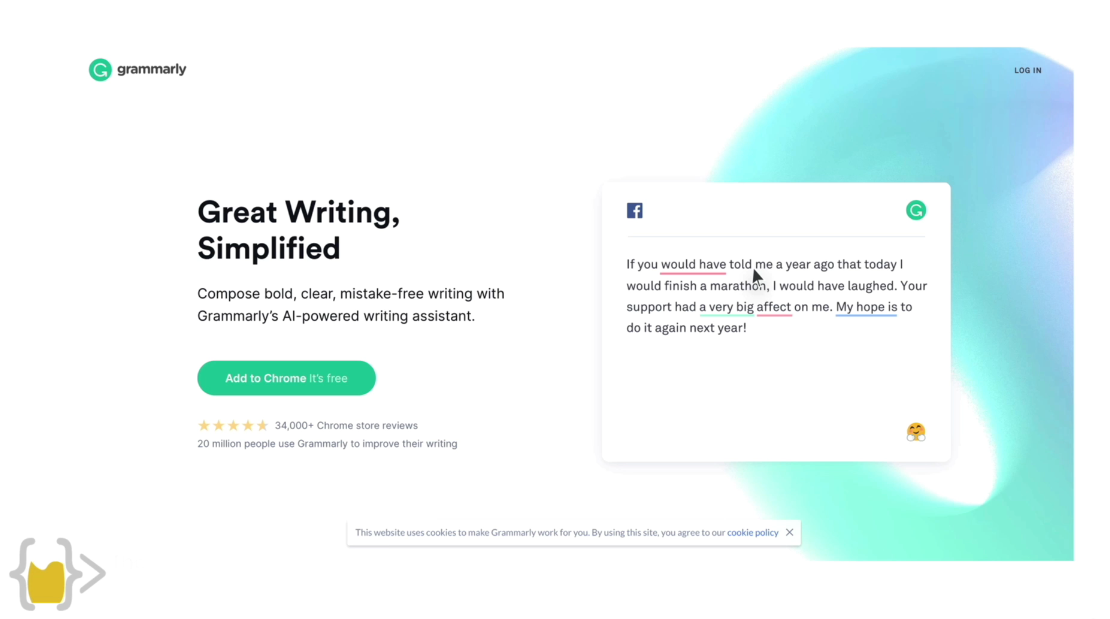 grammarly
LOG IN
Great Writing,
Simplified
Compose bold, clear, mistake-free writing with
Grammarly's AI-powered writing assistant.
Add to Chrome It's free
34,000+ Chrome store reviews
20 million people use Grammarly to improve their writing
If you would have told me a year ago that today I
would finish a marathon, I would have laughed. Your
support had a very big affect on me. My hope is to
do it again next year!
This website uses cookies to make Grammarly work for you. By using this site, you agree to our cookie policy